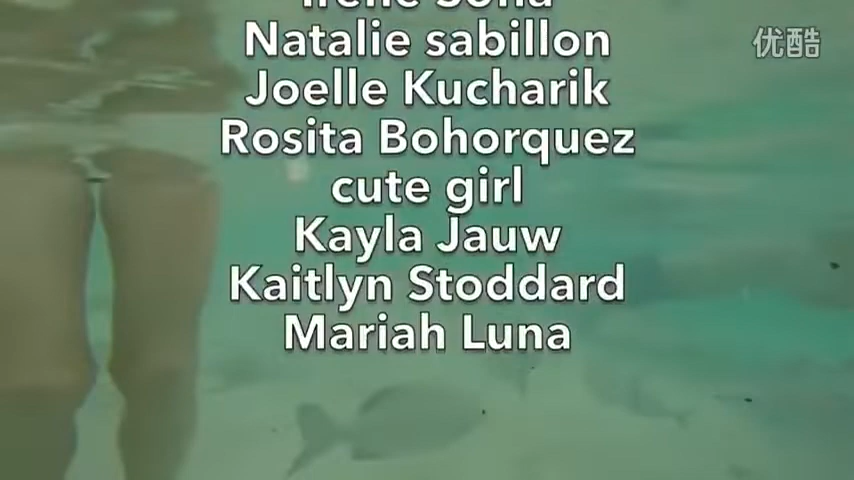 优酷
Natalie sabillon
Joelle Kucharik
Rosita Bohorquez
cute girl
Kayla Jauw
Kaitlyn Stoddard
Mariah Luna